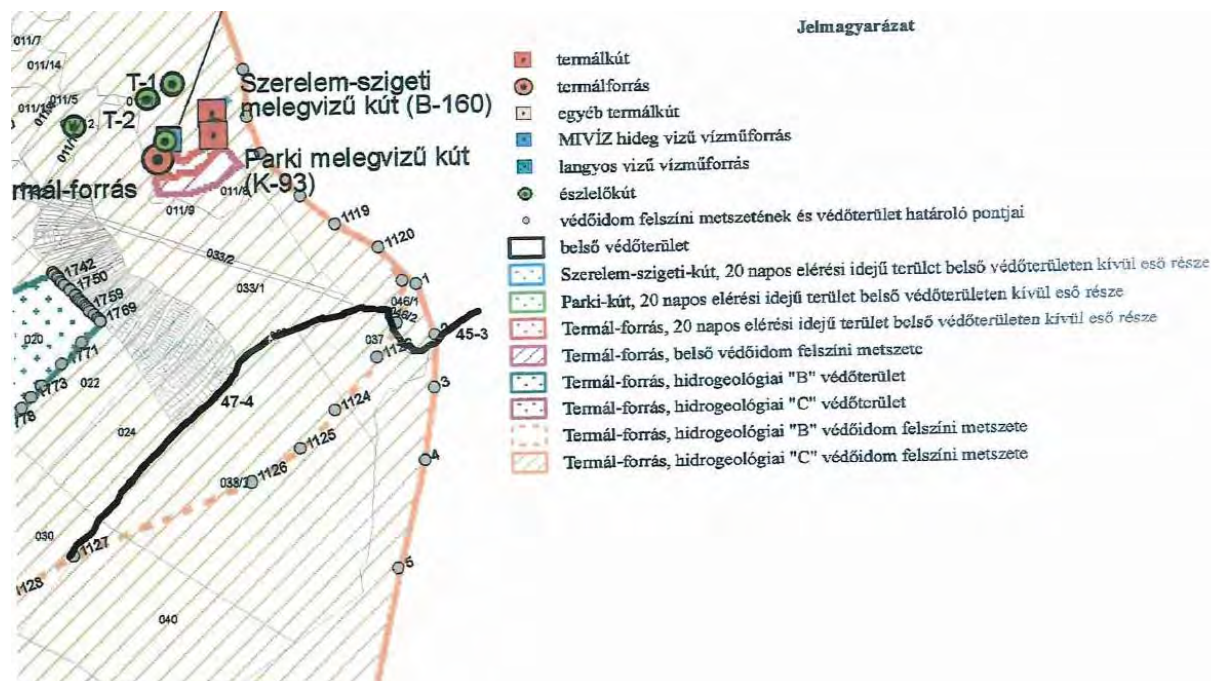 Jelmagyarázat
termálkút
termálforrás
egyéb termálkút
MIVÍZ hideg vizű vízműforrás
langyos vizű vízműforrás
észlelőkút
védőidom felszíni metszetének és védőterület határoló pontjai
belső védőterület
Szerelem-szigeti-kút, 20 napos elérési idejű terület belső védőterületen kívül eső része
Parki-kút, 20 napos elérési idejű terület belső védőterületen kívül eső része
Termál-forrás, 20 napos elérési idejű terület belső védőterületen kívül eső része
Termál-forrás, belső védőidom felszíni metszete
Termál-forrás, hidrogeológiai "B" védőterület
Termál-forrás, hidrogeológiai "C" védőterület
Termál-forrás, hidrogeológiai "B" védőidom felszíni metszete
Termál-forrás, hidrogeológiai "C" védőidom felszíni metszete
011/7
011/14
T-1
Szerelem-szigeti
011/5
melegvizű kút (B-160)
T-2
Parki melegvizű kút
(K-93)
rmál-forrás
011/8
011/9
1119
1120
033/2
1742
1750
033/1
1
1759
046/1
1769
046/2
2
45-3
020
037
1771
022
1773
3
778
47-4
1124
024
1125
4
1126
030
1127
5
1128
040